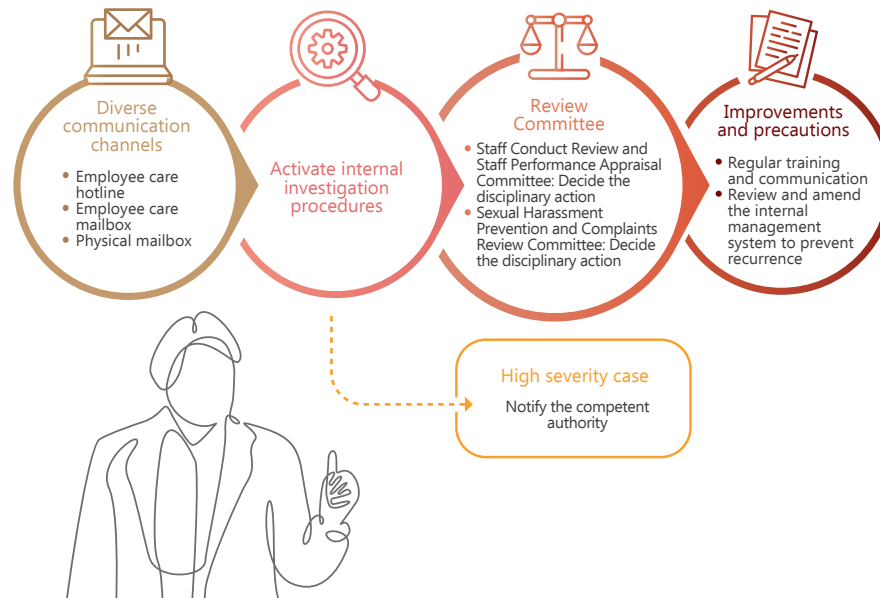 Diverse
communication
channels
• Employee care
hotline
• Employee care
mailbox
• Physical mailbox
Activate internal
investigation
procedures
Review
Committee
• Staff Conduct Review and
Staff Performance Appraisal
Committee: Decide the
disciplinary action
• Sexual Harassment
Prevention and Complaints
Review Committee: Decide
the disciplinary action
Improvements
and precautions
• Regular training
and communication
• Review and amend
the internal
management
system to prevent
recurrence
High severity case
Notify the competent
authority